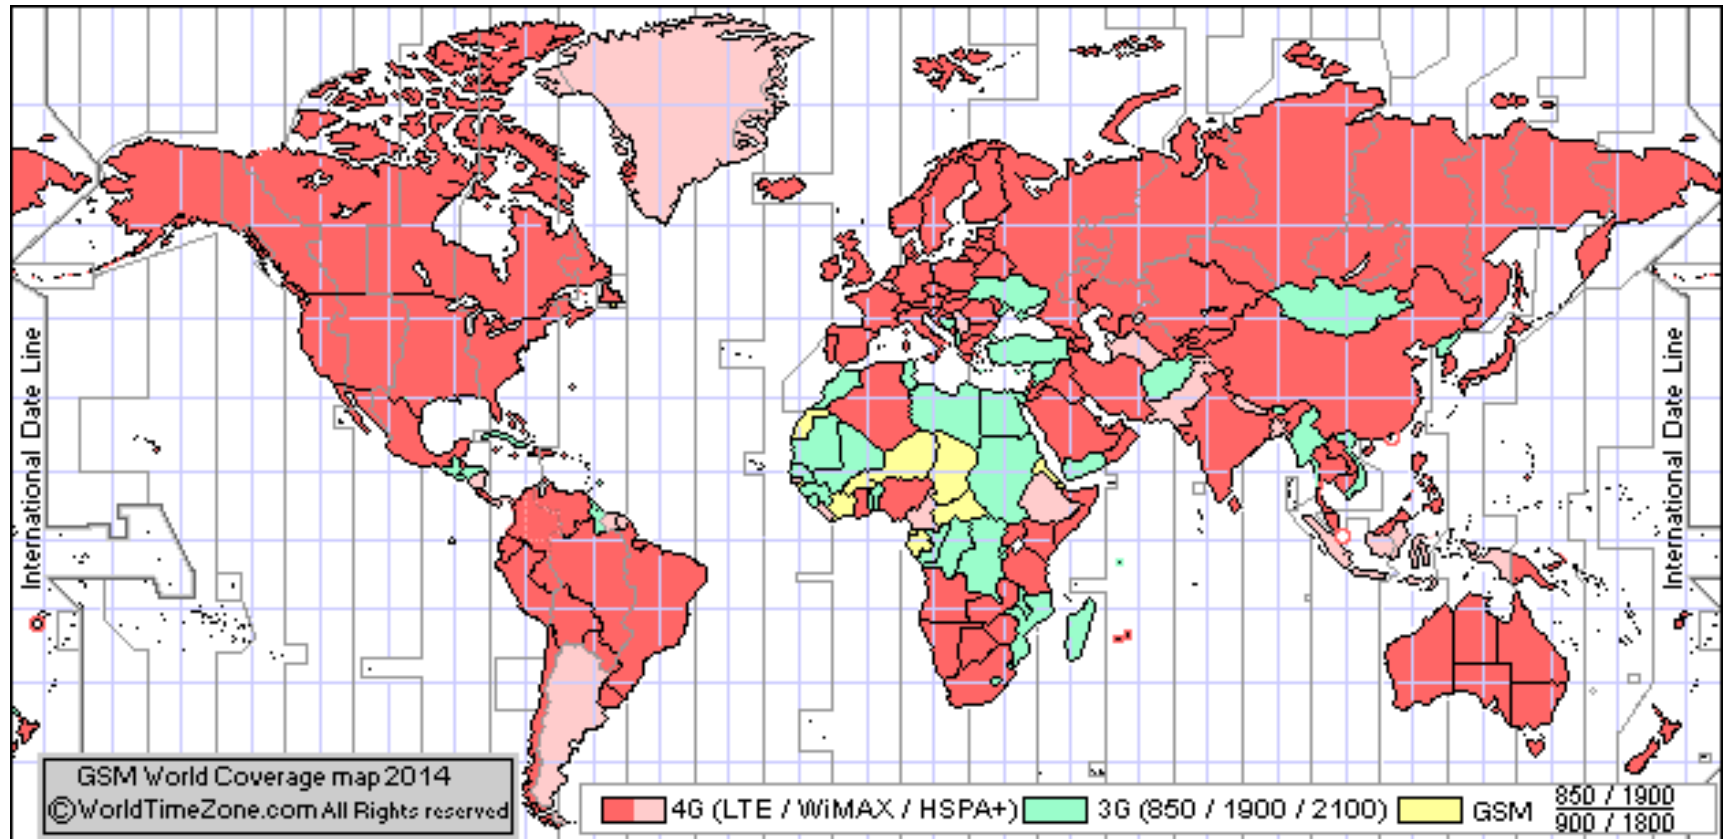 International Date Line
International Date Line
GSM World Coverage map 2014
©WorldTimeZone.com All Rights reserved
4G (LTE / WiMAX / HSPA+) 3G (850 / 1900 / 2100) GSM 850 / 1900
900 / 1800